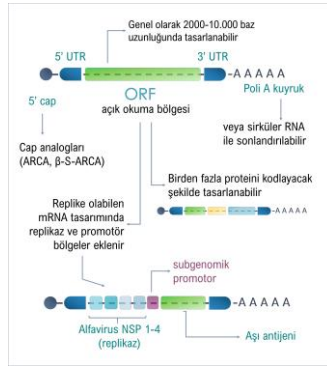 Genel olarak 2000-10.000 baz
uzunluğunda tasarlanabilir
5' UTR
3' UTR
-A A A A A
5' cap
ORF
açık okuma bölgesi
Poli A kuyruk
Cap analogları
(ARCA, β-S-ARCA)
veya sirküler RNA
ile sonlandırılabilir
Birden fazla proteini kodlayacak
şekilde tasarlanabilir
-AAAAA
Replike olabilen
mRNA tasarımında
replikaz ve promotör
bölgeler eklenir
subgenomik
promotor
-A A A A A
Alfavirus NSP 1-4
(replikaz)
Aşı antijeni